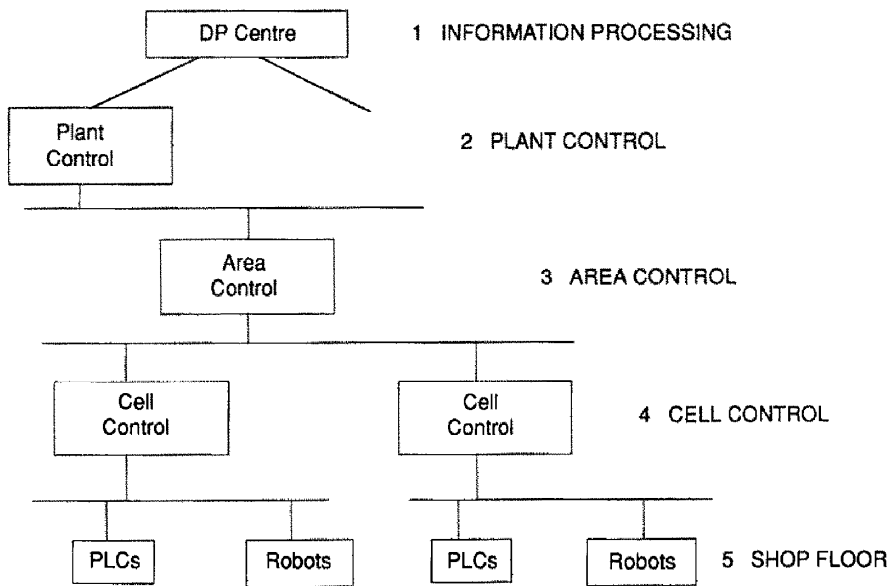 DP Centre
1 INFORMATION PROCESSING
Plant
Control
2 PLANT CONTROL
Area
Control
3 AREA CONTROL
Cell
Control
Cell
Control
4 CELL CONTROL
PLCs
Robots
PLCs
Robots
5 SHOP FLOOR